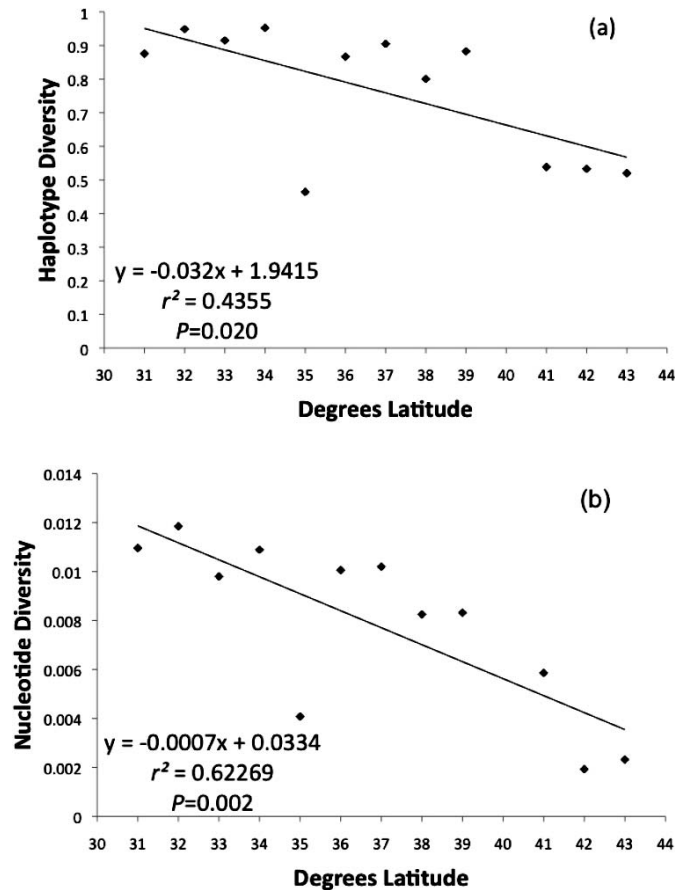 (a)
1
0.9
0.8
0.7
0.6
0.5
0.4
0.3
0.2
0.1
0
Haplotype Diversity
y = -0.032x + 1.9415
r² = 0.4355
P=0.020
30 31 32 33 34 35 36 37 38 39 40 41 42 43 44
Degrees Latitude
(b)
0.014
0.012
0.01
0.008
0.006
0.004
0.002
0
Nucleotide Diversity
y = -0.0007x + 0.0334
r² = 0.62269
P=0.002
30 31 32 33 34 35 36 37 38 39 40 41 42 43 44
Degrees Latitude